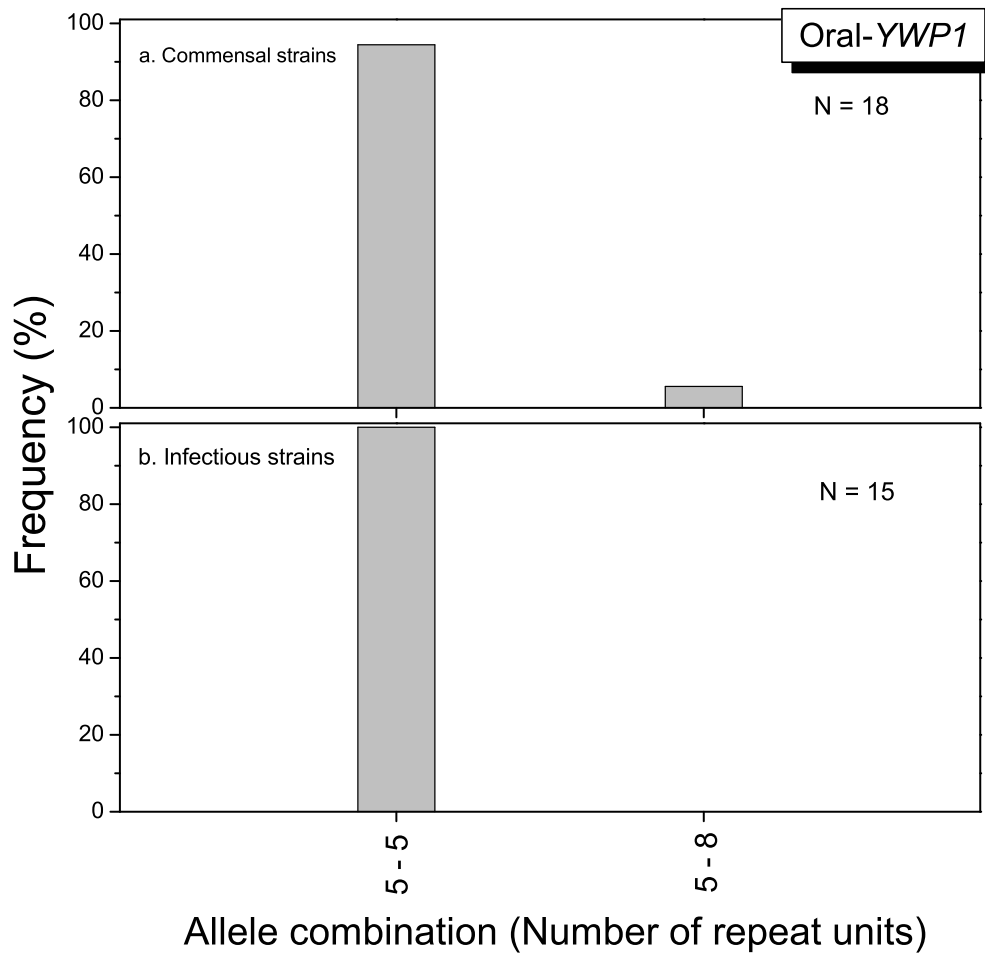 Oral-YWP1
a. Commensal strains
N = 18
100
80
60
40
20
0
b. Infectious strains
N = 15
100
80
60
40
20
0
Frequency (%)
5 - 5
5 - 8
Allele combination (Number of repeat units)